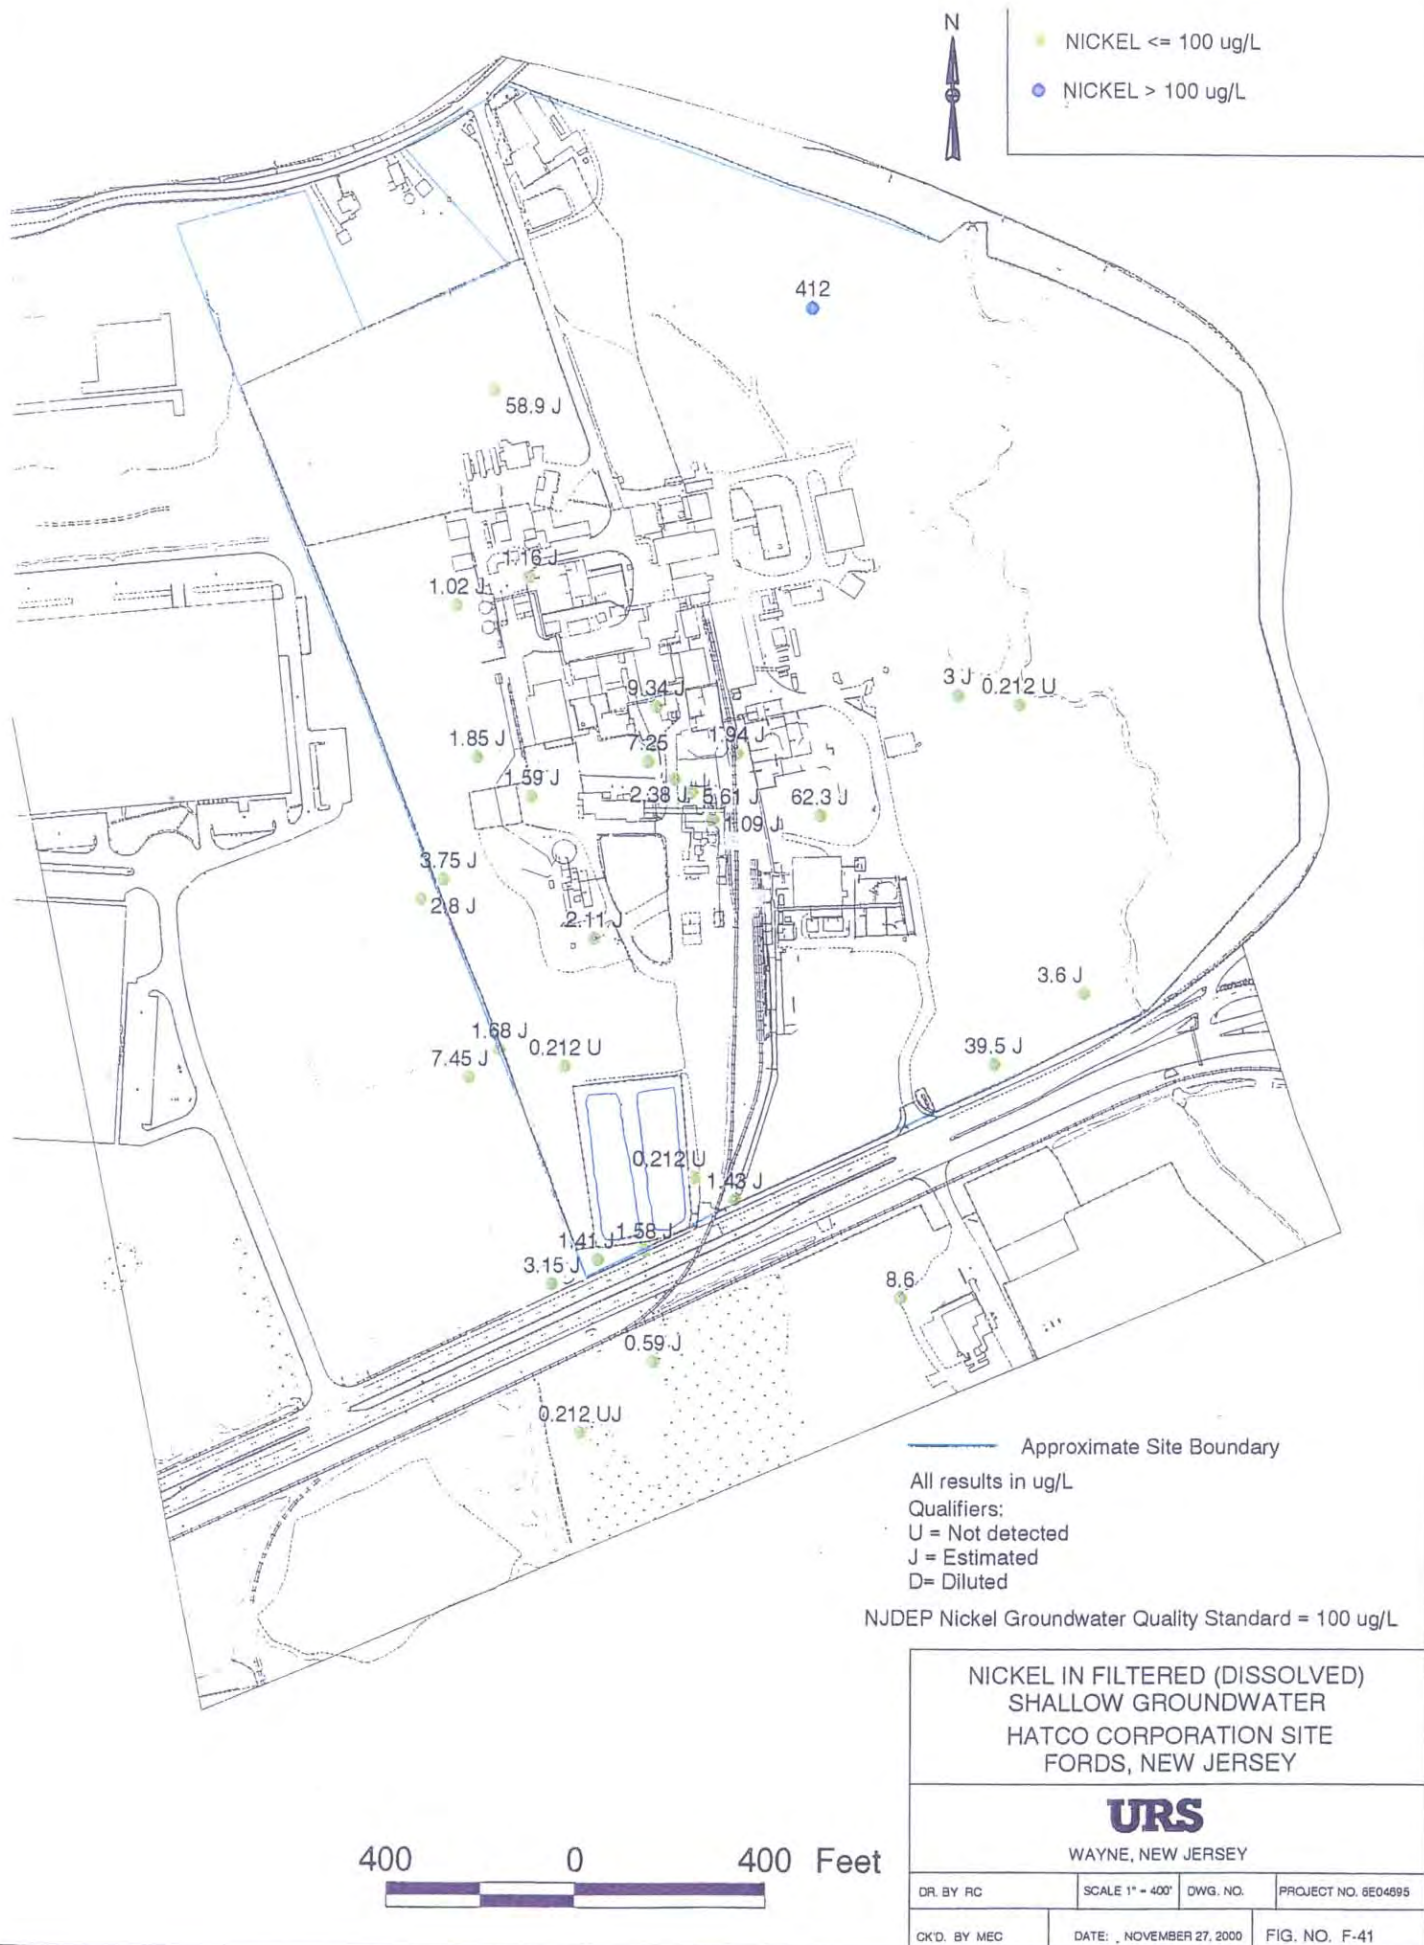 N
NICKEL <= 100 ug/L
NICKEL > 100 ug/L
412
58.9 J
1.16 J
1.02 J
3 J
0.212 U
9.34 J
1.85 J
7.25
1.94 J
1.59 J
2.38 J
5.61 J
62.3 J
1.09 J
3.75 J
2.8 J
2.11 J
3.6 J
1.68 J
0.212 U
7.45 J
39.5 J
0.212 U
1.43 J
1.58 J
1.41 J
3.15 J
8.6
0.59 J
0.212 UJ
Approximate Site Boundary
All results in ug/L
Qualifiers:
U = Not detected
J = Estimated
D= Diluted
NJDEP Nickel Groundwater Quality Standard = 100 ug/L
NICKEL IN FILTERED (DISSOLVED)
SHALLOW GROUNDWATER
HATCO CORPORATION SITE
FORDS, NEW JERSEY
URS
WAYNE, NEW JERSEY
400 0 400 Feet
DR. BY RC SCALE 1" = 400' DWG. NO. PROJECT NO. 6E04695
CK'D. BY MEC DATE: NOVEMBER 27, 2000 FIG. NO. F-41